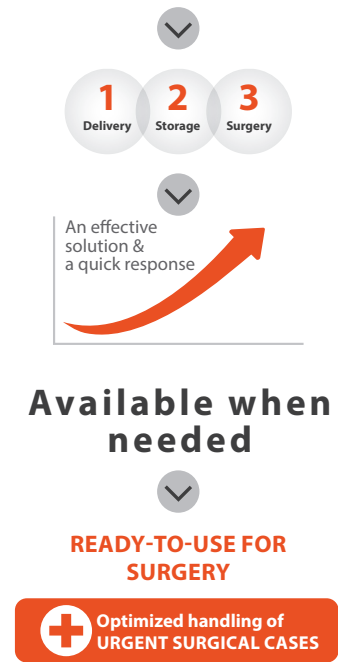 1 2 3
Delivery Storage Surgery
An effective
solution &
a quick response
Available when
needed
READY-TO-USE FOR
SURGERY
Optimized handling of
URGENT SURGICAL CASES